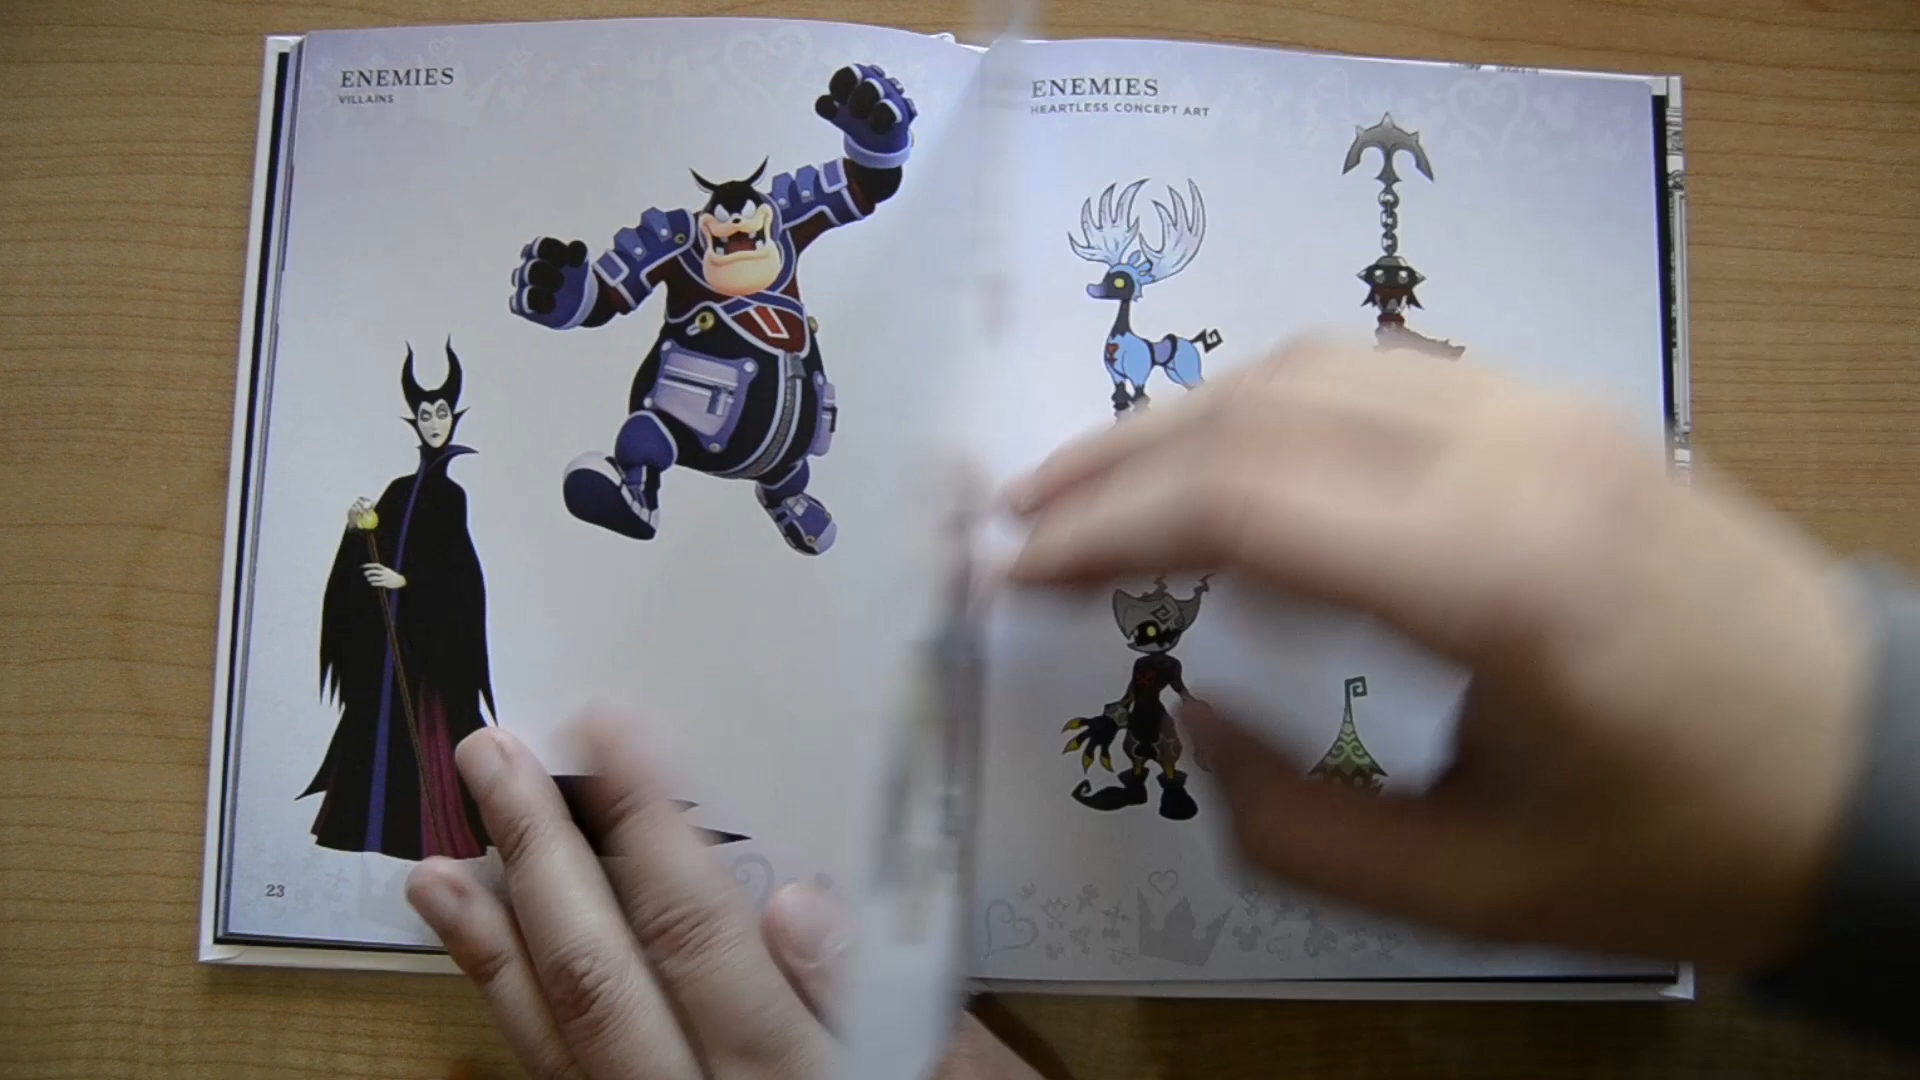 ENEMIES
VILLAINS
23
ENEMIES
HEARTLESS CONCEPT ART